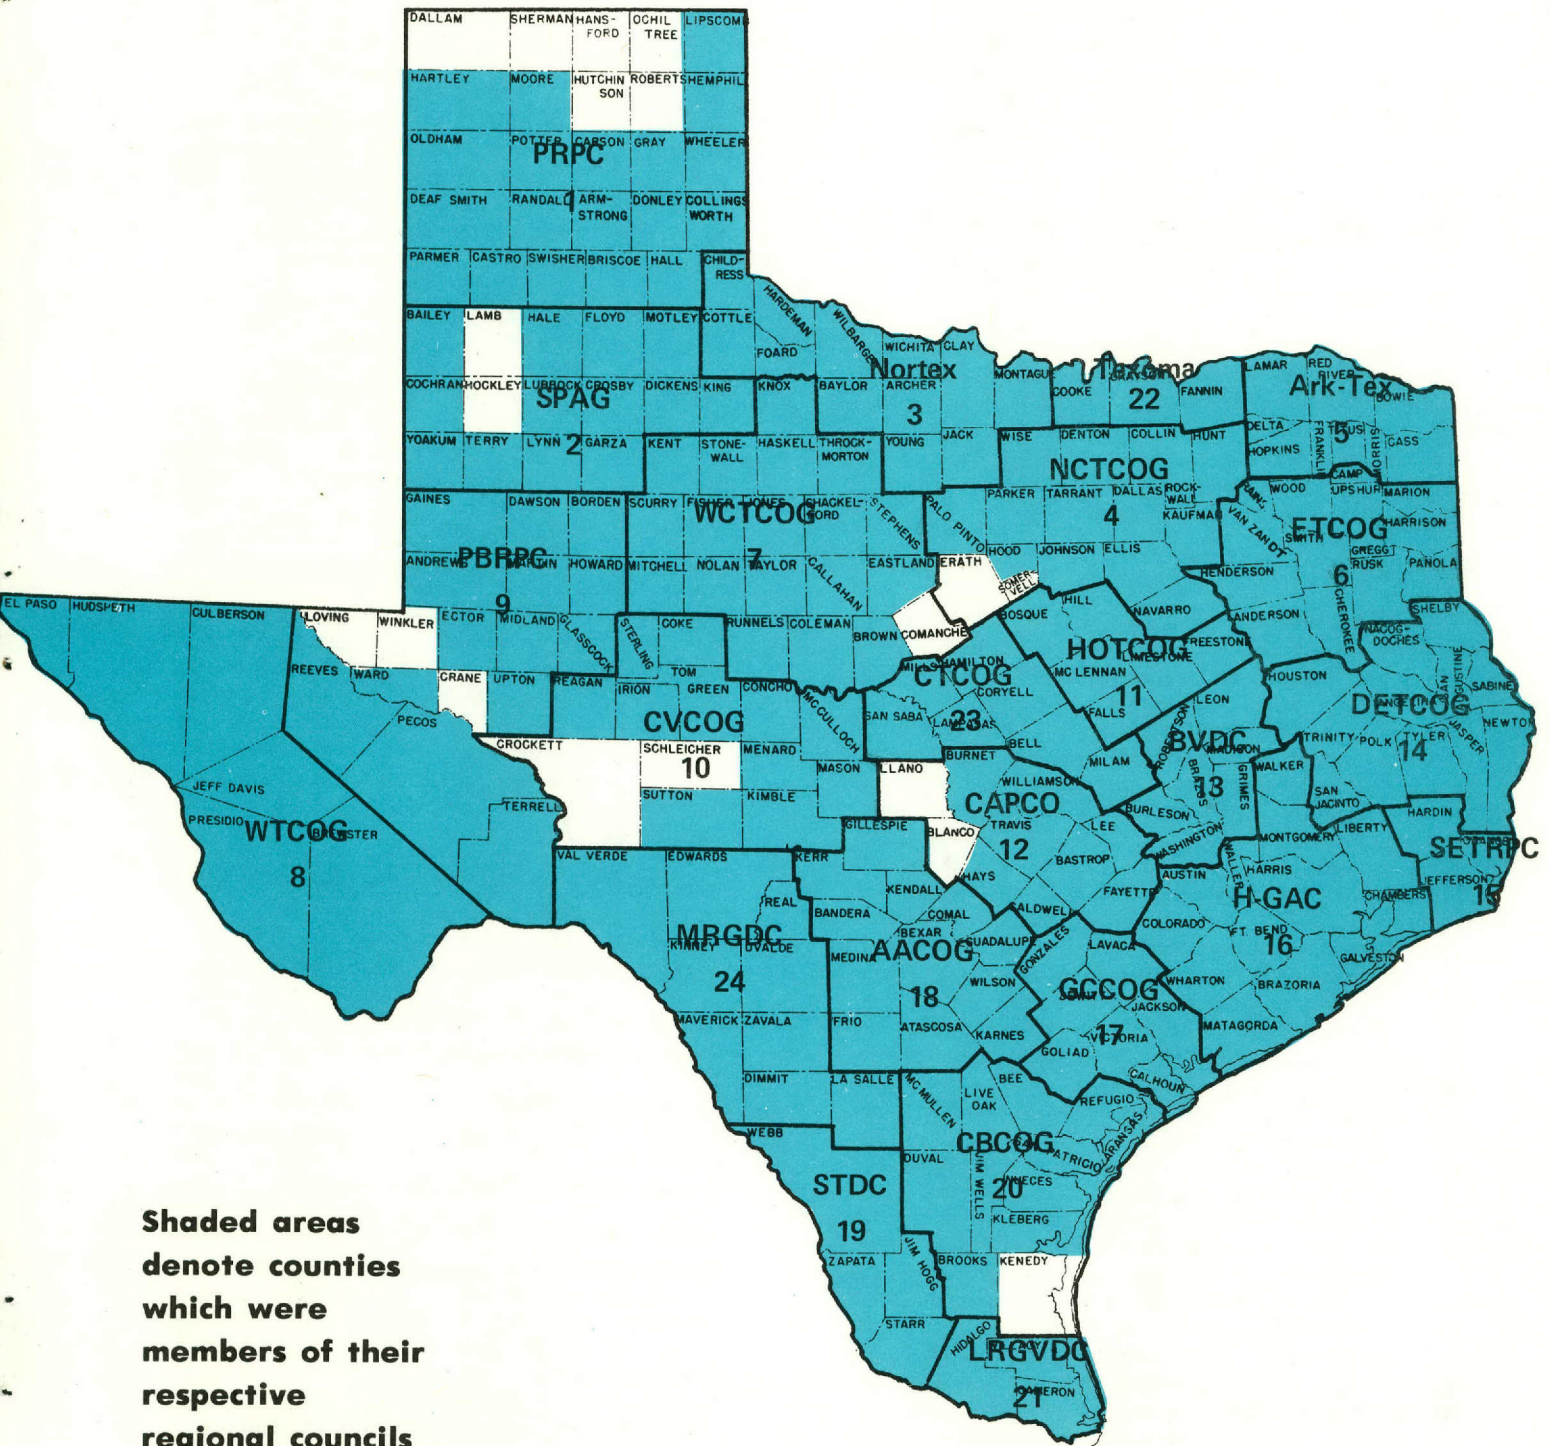 DALLAM SHERMAN HANS- OCHIL LIPSCOMB
FORD TREE
HARTLEY MOORE HUTCHIN ROBERTS HEMPHIL
SON
OLDHAM POTTER CARSON GRAY WHEELER
PRPC
DEAF SMITH RANDALL 1 ARM- DONLEY COLLINGS
STRONG WORTH
PARMER CASTRO SWISHER BRISCOE HALL CHILD-
RESS
HARDEMAN
BAILEY LAMB HALE FLOYD MOTLEY COTTLE
WILBARGER
FOARD WICHITA CLAY
Nortex
COCHRAN HOCKLEY LUBBOCK CROSBY DICKENS KING KNOX BAYLOR ARCHER MONTAGUE
SPAG
3
Texoma
GRAYSON
COOKE 22 FANNIN
LAMAR RED
RIVER
Ark-Tex
BOWIE
YOAKUM TERRY LYNN 2 GARZA KENT STONE- HASKELL THROCK- YOUNG JACK
WALL MORTON
WISE DENTON COLLIN HUNT
DELTA FRANKLIN TITUS 5 MORRIS CASS
HOPKINS
CAMP
NCTCOG
GAINES DAWSON BORDEN SCURRY FISHER JONES SHACKEL- STEPHENS
FORD
WCTCOG
PALO PINTO PARKER TARRANT DALLAS ROCK-
WALL
4 KAUFMAN
RAINS WOOD UPSHUR MARION
VAN ZANDT SMITH ETCOG HARRISON
GREGG
RUSK PANOLA
ANDREWS MARTIN HOWARD MITCHELL NOLAN TAYLOR CALLAHAN EASTLAND ERATH
PBRPC
7
HOOD JOHNSON ELLIS
SOMER-
VELL
HENDERSON 6
9
EL PASO HUDSPETH CULBERSON LOVING WINKLER ECTOR MIDLAND GLASSCOCK STERLING COKE RUNNELS COLEMAN BROWN COMANCHE
BOSQUE HILL NAVARRO ANDERSON CHEROKEE SHELBY
NACOG-
DOCHES
REEVES WARD CRANE UPTON REAGAN IRION TOM
GREEN CONCHO MC CULLOCH
MILLS HAMILTON
CTCOG
CORYELL
HOTCOG
LIMESTONE FREESTONE
MC LENNAN
11
HOUSTON SAN AUGUSTINE SABINE
PECOS
CVCOG
SAN SABA LAMPASAS 23
BELL FALLS
LEON
ROBERTSON
BVDC
MADISON
DETCOG
JASPER NEWTON
TRINITY POLK TYLER
14
CROCKETT SCHLEICHER MENARD
10
MASON LLANO BURNET
WILLIAMSON MILAM
BRAZOS 13 GRIMES WALKER
SAN
JACINTO
JEFF DAVIS
TERRELL SUTTON KIMBLE
CAPCO
BURLESON
HARDIN
PRESIDIO WTCOG BREWSTER
8
GILLESPIE BLANCO TRAVIS LEE
12 BASTROP
WASHINGTON
MONTGOMERY LIBERTY
SETRPC
VAL VERDE EDWARDS KERR
HAYS FAYETTE AUSTIN WALLER HARRIS
JEFFERSON
15
REAL KENDALL
BANDERA COMAL CALDWELL
COLORADO H-GAC CHAMBERS
MRGDC
KINNEY UVALDE
24
BEXAR GUADALUPE GONZALES LAVACA
MEDINA AACOG
FT. BEND
16 GALVESTON
18 WILSON
GCCOG
DEWITT
WHARTON BRAZORIA
JACKSON
MAVERICK ZAVALA FRIO ATASCOSA KARNES
MATAGORDA
17
VICTORIA
GOLIAD
DIMMIT LA SALLE MC MULLEN LIVE
OAK BEE CALHOUN
REFUGIO
WEBB
ARANSAS
CBCOG
SAN PATRICIO
DUVAL JIM WELLS
STDC
20
NUECES
KLEBERG
19
ZAPATA JIM HOGG BROOKS KENEDY
STARR HIDALGO
LRGVDC
CAMERON
21
Shaded areas
denote counties
which were
members of their
respective
regional councils